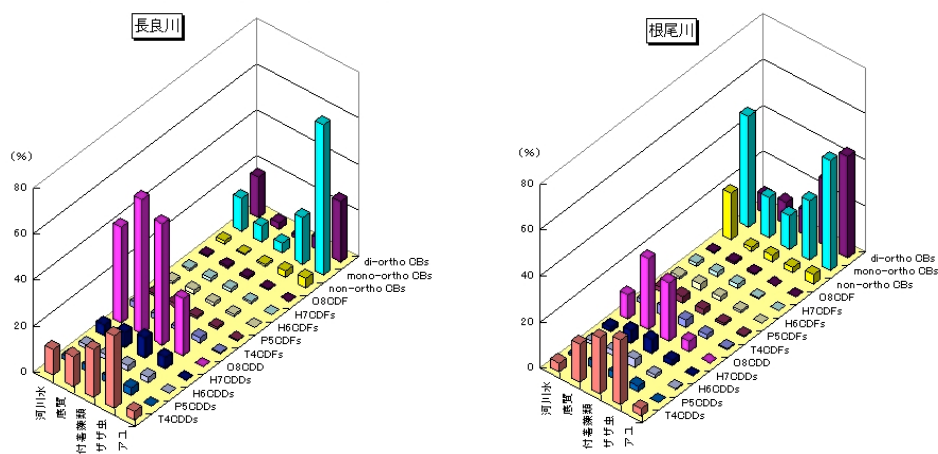 長良川
(%)
80
60
40
20
0
河川水
底質
付着藻類
ザザ虫
アユ
T4CDDs
P5CDDs
H6CDDs
H7CDDs
O8CDD
T4CDFs
P5CDFs
H6CDFs
H7CDFs
O8CDF
non-ortho CBs
mono-ortho CBs
di-ortho CBs
根尾川
(%)
80
60
40
20
0
河川水
底質
付着藻類
ザザ虫
アユ
T4CDDs
P5CDDs
H6CDDs
H7CDDs
O8CDD
T4CDFs
P5CDFs
H6CDFs
H7CDFs
O8CDF
non-ortho CBs
mono-ortho CBs
di-ortho CBs